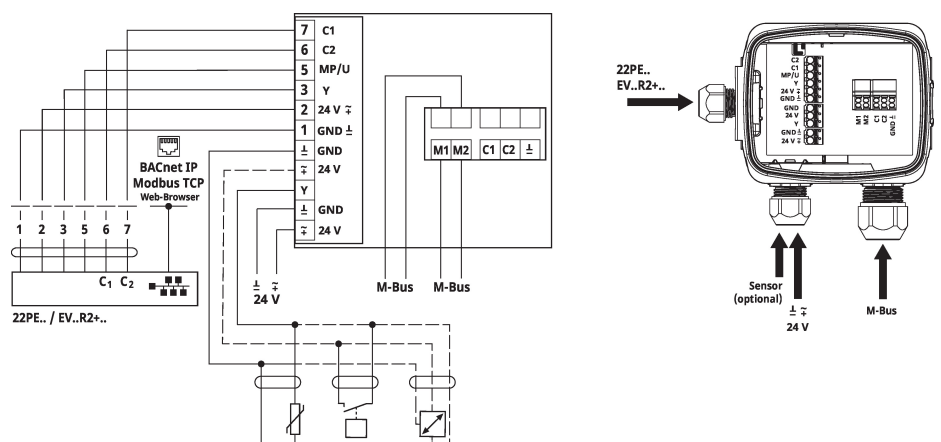 7 C1
6 C2
5 MP/U
3 Y
2 24 V
1 GND
GND
24 V
Y
GND
24 V
M1 M2 C1 C2
BACnet IP
Modbus TCP
Web-Browser
1 2 3 5 6 7
C1 C2
22PE.. / EV..R2+..
24 V
M-Bus M-Bus
22PE..
EV..R2+..
C2
C1
MP/U
Y
24 V
GND
GND
24 V
Y
GND
24 V
M1
M2
C1
C2
GND
Sensor
(optional)
24 V
M-Bus